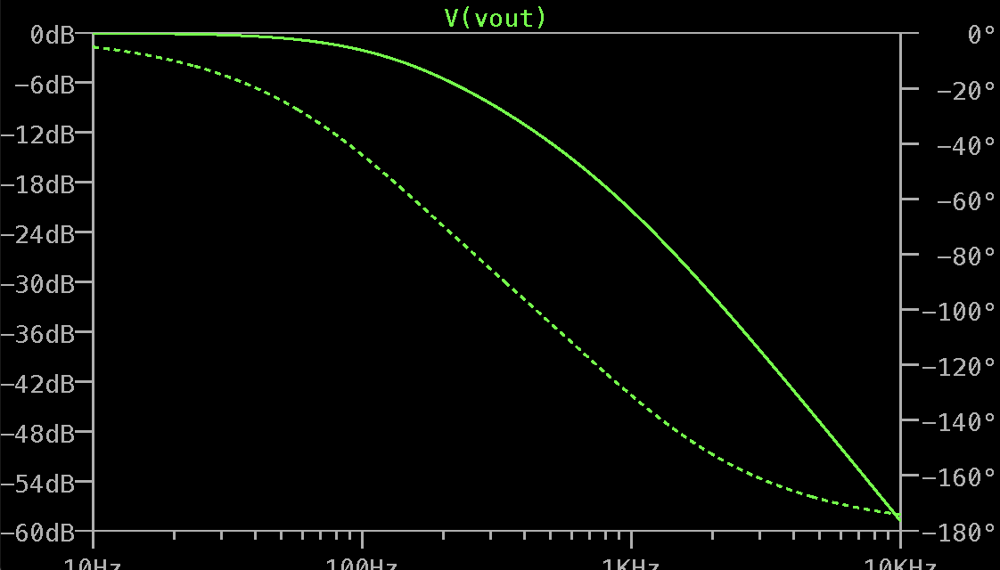 V(vout)
0dB 0°
−6dB −20°
−12dB −40°
−18dB −60°
−24dB −80°
−30dB −100°
−36dB −120°
−42dB −140°
−48dB −160°
−54dB −180°
−60dB
10Hz 100Hz 1KHz 10KHz